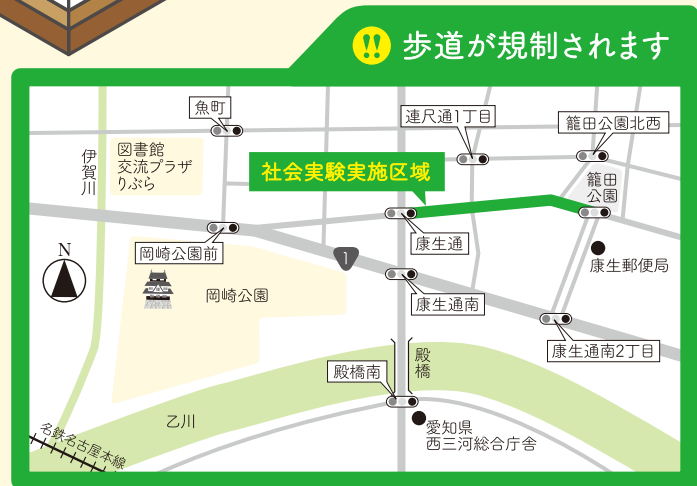 !! 歩道が規制されます
魚町
連尺通1丁目
籠田公園北西
伊賀川
図書館
交流プラザ
りぶら
社会実験実施区域
籠田
公園
康生通
岡崎公園前
N
1
康生郵便局
岡崎公園
康生通南
康生通南2丁目
殿橋
殿橋南
乙川
愛知県
西三河総合庁舎
名鉄名古屋本線